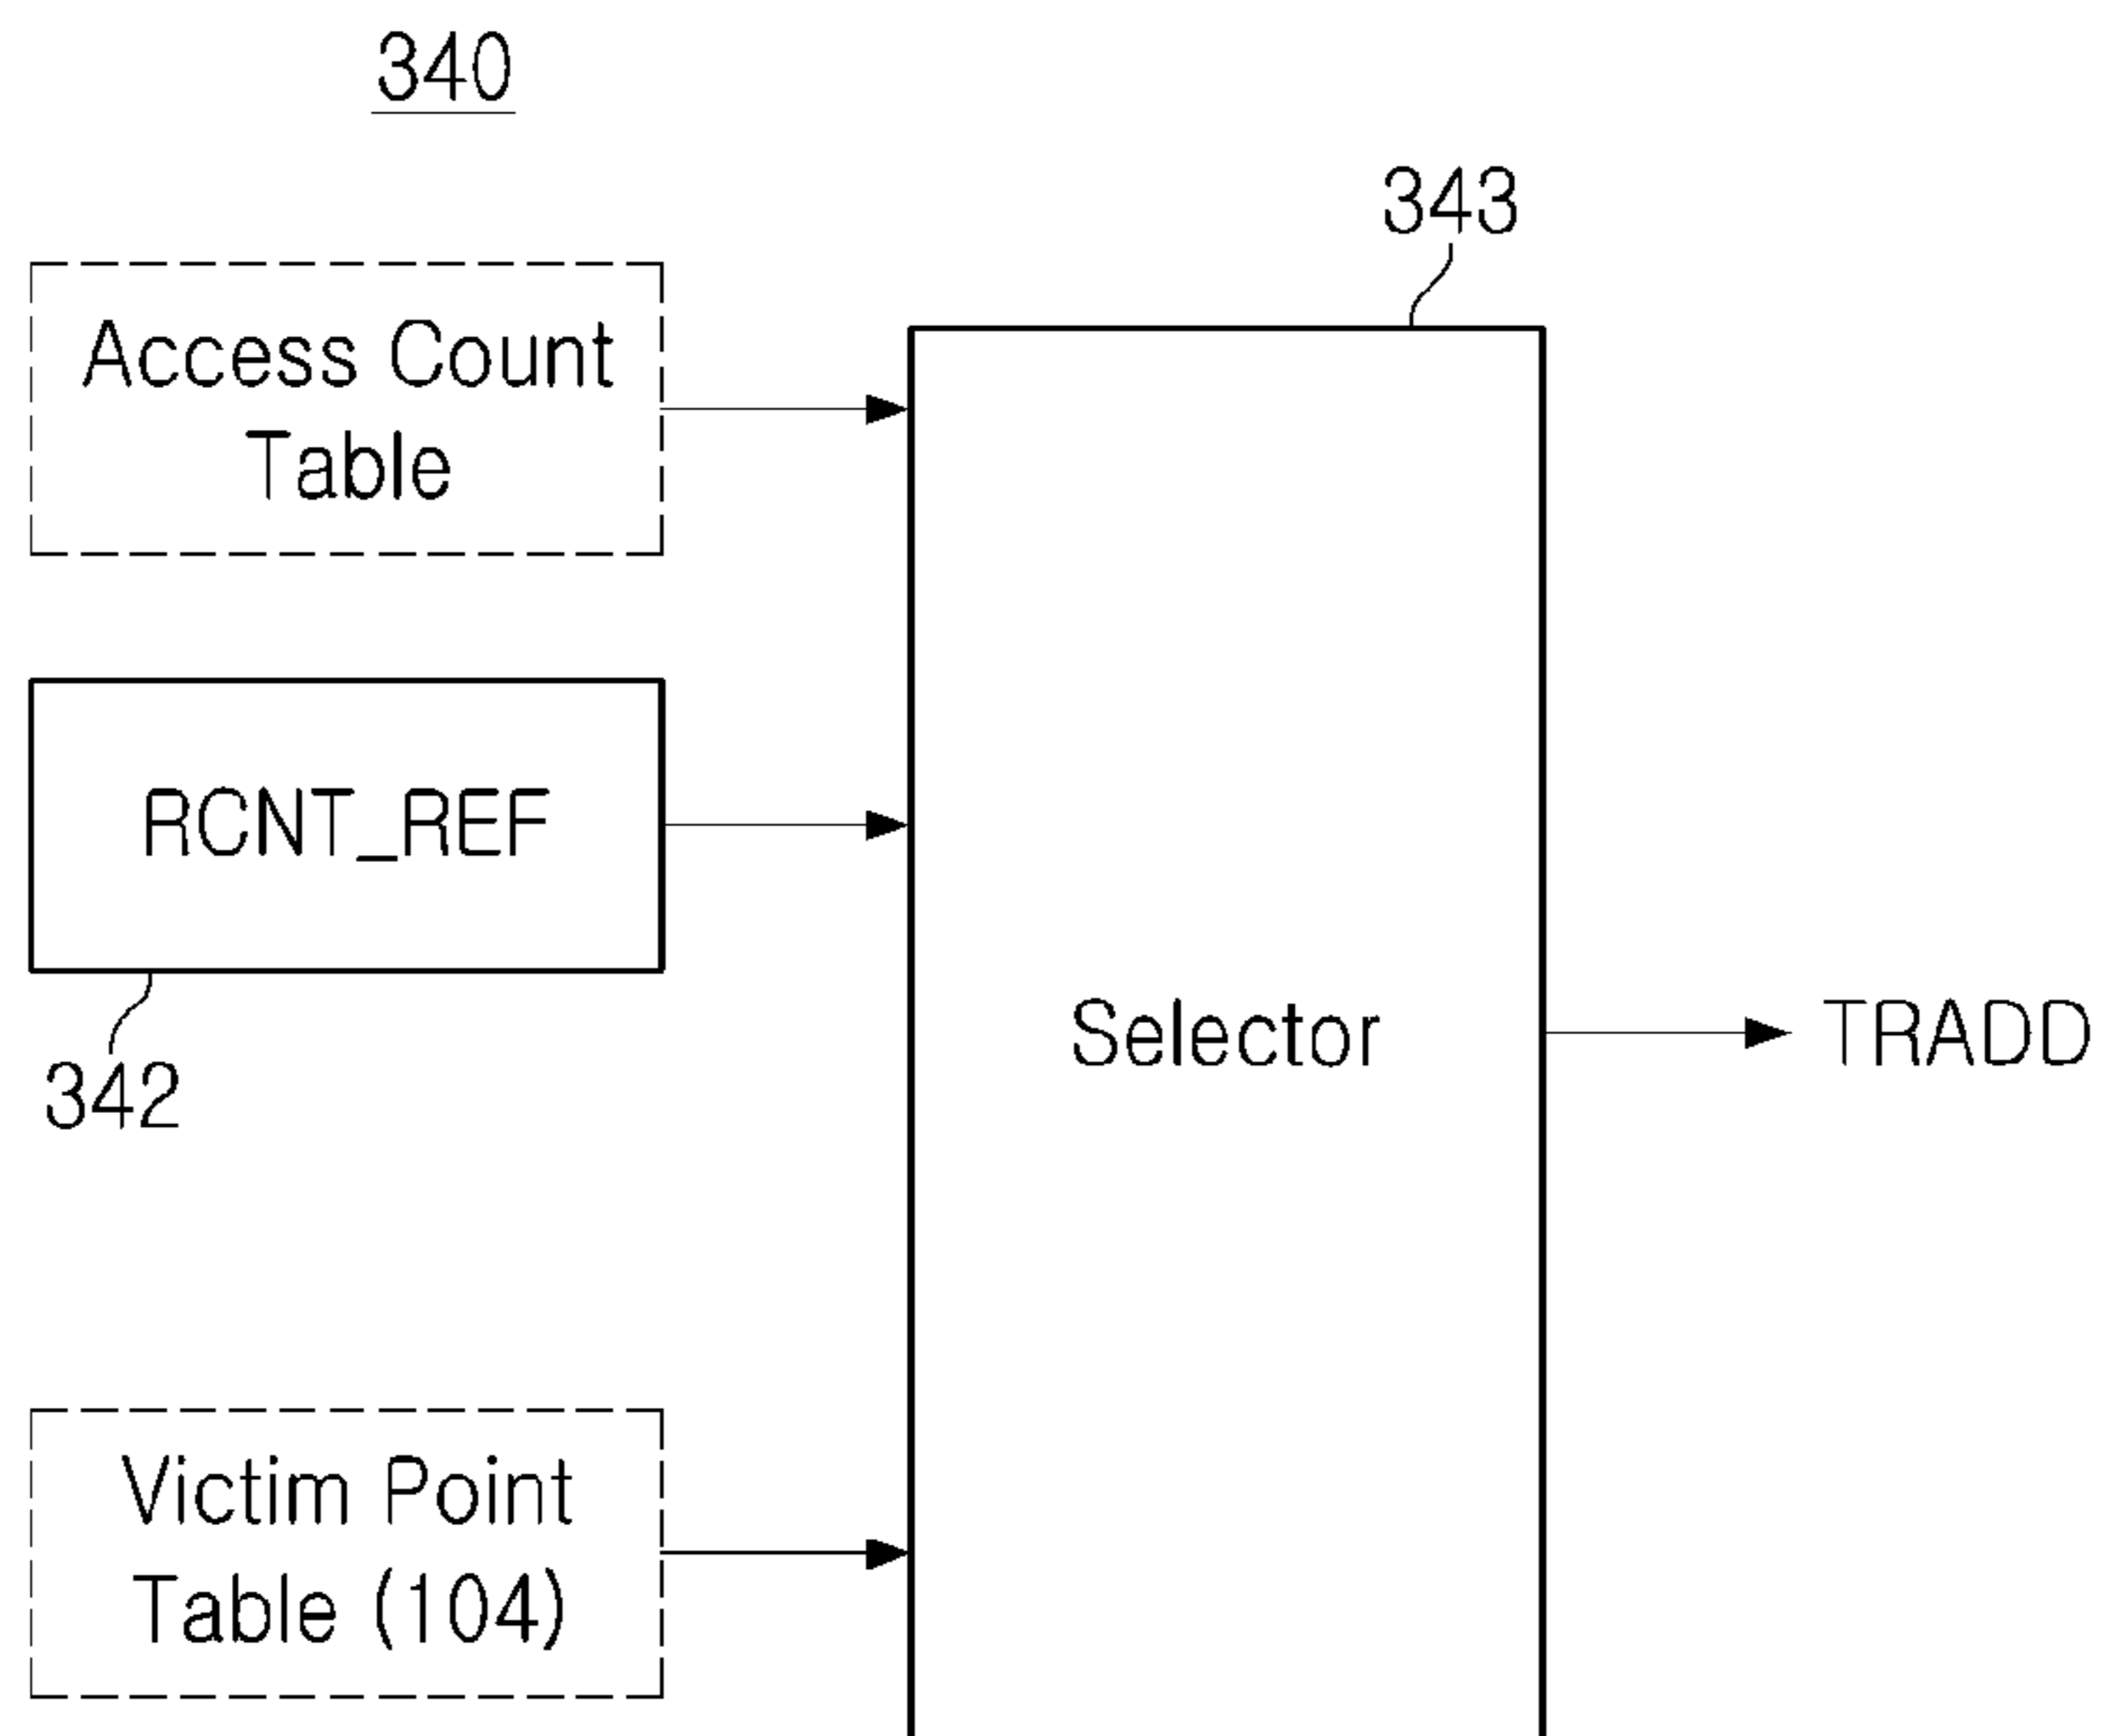 340
343
Access Count
Table
RCNT_REF
342
Selector
TRADD
Victim Point
Table (104)